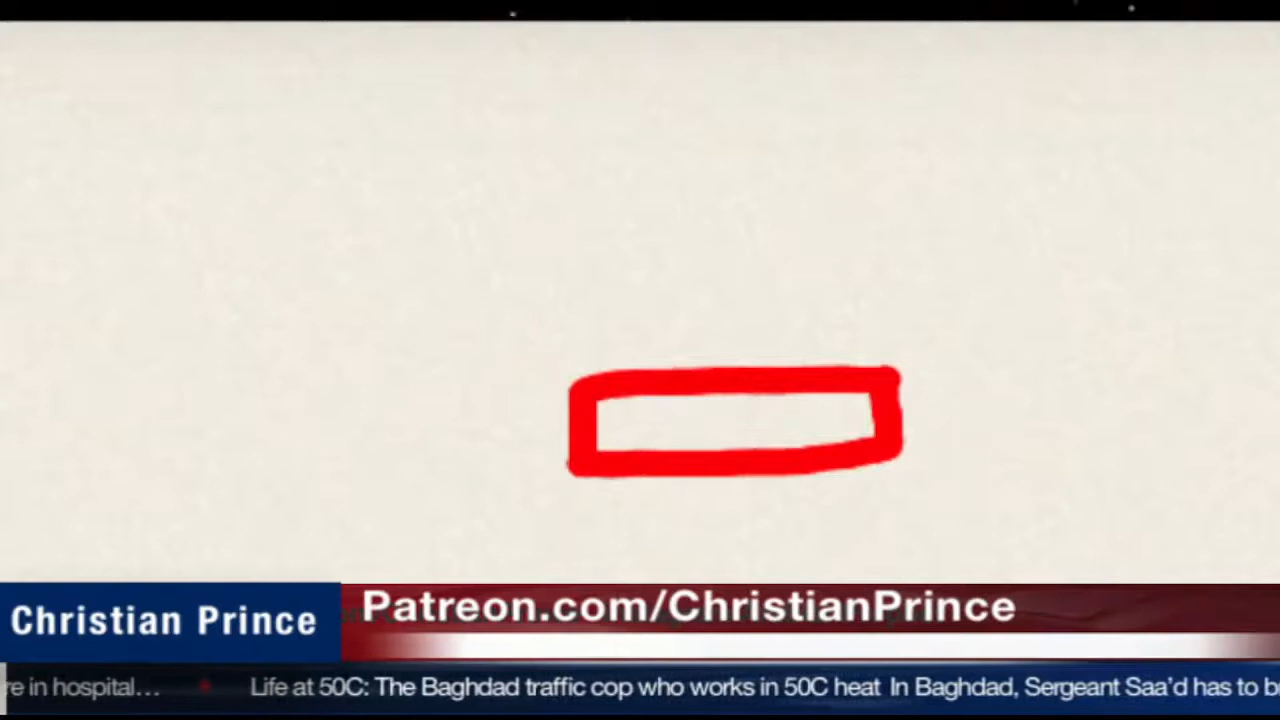 Patreon.com/ChristianPrince
Christian Prince
re in hospital… Life at 50C: The Baghdad traffic cop who works in 50C heat In Baghdad, Sergeant Saa'd has to b